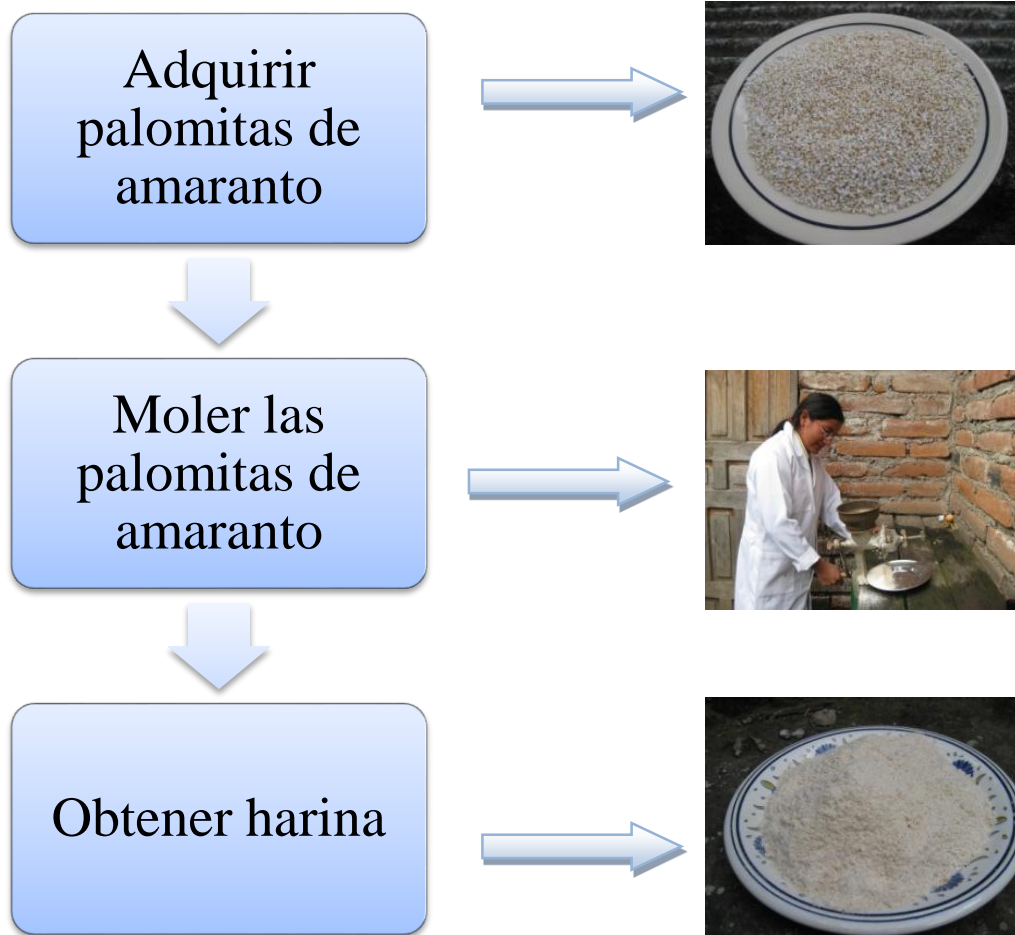 Adquirir
palomitas de
amaranto
Moler las
palomitas de
amaranto
Obtener harina